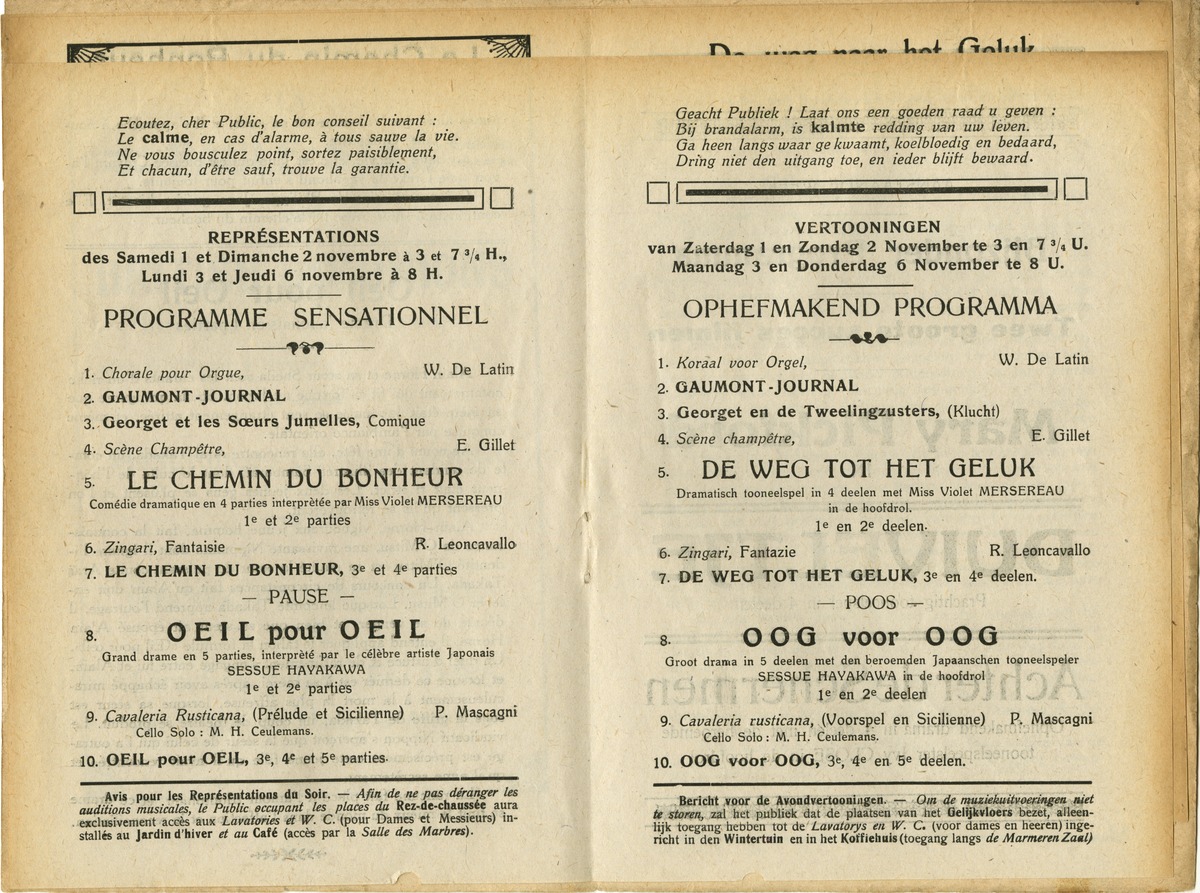 Ecoutez, cher Public, le bon conseil suivant :
Le calme, en cas d'alarme, à tous sauve la vie.
Ne vous bousculez point, sortez paisiblement,
Et chacun, d'être sauf, trouve la garantie.
REPRÉSENTATIONS
des Samedi 1 et Dimanche 2 novembre à 3 et 7 3/4 H.,
Lundi 3 et Jeudi 6 novembre à 8 H.
PROGRAMME SENSATIONNEL
1. Chorale pour Orgue, W. De Latin
2. GAUMONT-JOURNAL
3. Georget et les Sœurs Jumelles, Comique
4. Scène Champêtre, E. Gillet
5. LE CHEMIN DU BONHEUR
Comédie dramatique en 4 parties interprètée par Miss Violet MERSEREAU
1e et 2e parties
6. Zingari, Fantaisie R. Leoncavallo
7. LE CHEMIN DU BONHEUR, 3e et 4e parties
— PAUSE —
8. OEIL pour OEIL
Grand drame en 5 parties, interprèté par le célèbre artiste Japonais
SESSUE HAYAKAWA
1e et 2e parties
9. Cavaleria Rusticana, (Prélude et Sicilienne) P. Mascagni
Cello Solo : M. H. Ceulemans.
10. OEIL pour OEIL, 3e, 4e et 5e parties.
Avis pour les Représentations du Soir. — Afin de ne pas déranger les
auditions musicales, le Public occupant les places du Rez-de-chaussée aura
exclusivement accès aux Lavatories et W. C. (pour Dames et Messieurs) in-
stallés au Jardin d'hiver et au Café (accès par la Salle des Marbres).
De weg naar het Geluk
Geacht Publiek ! Laat ons een goeden raad u geven :
Bij brandalarm, is kalmte redding van uw leven.
Ga heen langs waar ge kwaamt, koelbloedig en bedaard,
Dring niet den uitgang toe, en ieder blijft bewaard.
VERTOONINGEN
van Zaterdag 1 en Zondag 2 November te 3 en 7 3/4 U.
Maandag 3 en Donderdag 6 November te 8 U.
OPHEFMAKEND PROGRAMMA
1. Koraal voor Orgel, W. De Latin
2. GAUMONT-JOURNAL
3. Georget en de Tweelingzusters, (Klucht)
4. Scène champêtre, E. Gillet
5. DE WEG TOT HET GELUK
Dramatisch tooneelspel in 4 deelen met Miss Violet MERSEREAU
in de hoofdrol.
1e en 2e deelen.
6. Zingari, Fantazie R. Leoncavallo
7. DE WEG TOT HET GELUK, 3e en 4e deelen.
— POOS —
8. OOG voor OOG
Groot drama in 5 deelen met den beroemden Japaanschen tooneelspeler
SESSUE HAYAKAWA in de hoofdrol
1e en 2e deelen
9. Cavaleria rusticana, (Voorspel en Sicilienne) P. Mascagni
Cello Solo : M. H. Ceulemans.
10. OOG voor OOG, 3e, 4e en 5e deelen.
Bericht voor de Avondvertooningen. — Om de muziekuitvoeringen niet
te storen, zal het publiek dat de plaatsen van het Gelijkvloers bezet, alleen-
lijk toegang hebben tot de Lavatorys en W. C. (voor dames en heeren) inge-
richt in den Wintertuin en in het Koffiehuis (toegang langs de Marmeren Zaal)